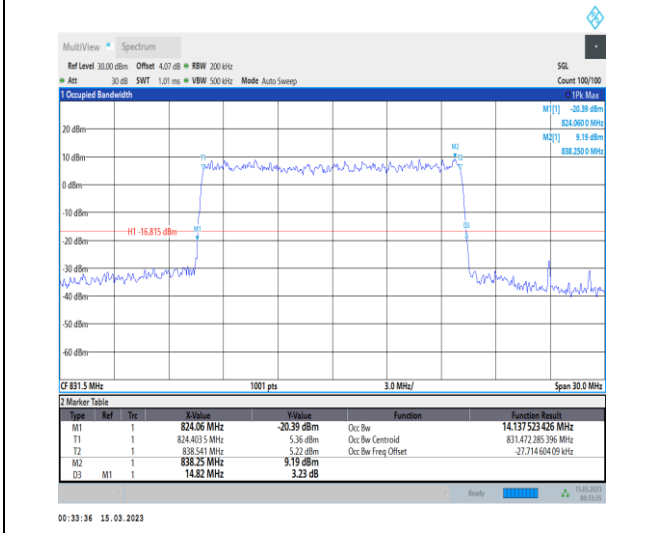 MultiView Spectrum
Ref Level 30.00 dBm Offset 4.07 dB RBW 200 kHz SGL
Att 30 dB SWT 1.01 ms VBW 500 kHz Mode Auto Sweep Count 100/100
1 Occupied Bandwidth 1Pk Max
M1[1] -20.39 dBm
824.060 0 MHz
M2[1] 9.19 dBm
838.250 0 MHz
20 dBm
M2
10 dBm
T1 T2
0 dBm
-10 dBm
H1 -16.815 dBm M1 D3
-20 dBm
-30 dBm
-40 dBm
-50 dBm
-60 dBm
CF 831.5 MHz 1001 pts 3.0 MHz/ Span 30.0 MHz
2 Marker Table
Type Ref Trc X-Value Y-Value Function Function Result
M1 1 824.06 MHz -20.39 dBm Occ Bw 14.137 523 426 MHz
T1 1 824.403 5 MHz 5.36 dBm Occ Bw Centroid 831.472 285 396 MHz
T2 1 838.541 MHz 5.22 dBm Occ Bw Freq Offset -27.714 604 09 kHz
M2 1 838.25 MHz 9.19 dBm
D3 M1 1 14.82 MHz 3.23 dB
Ready 15.03.2023
00:33:35
00:33:36 15.03.2023